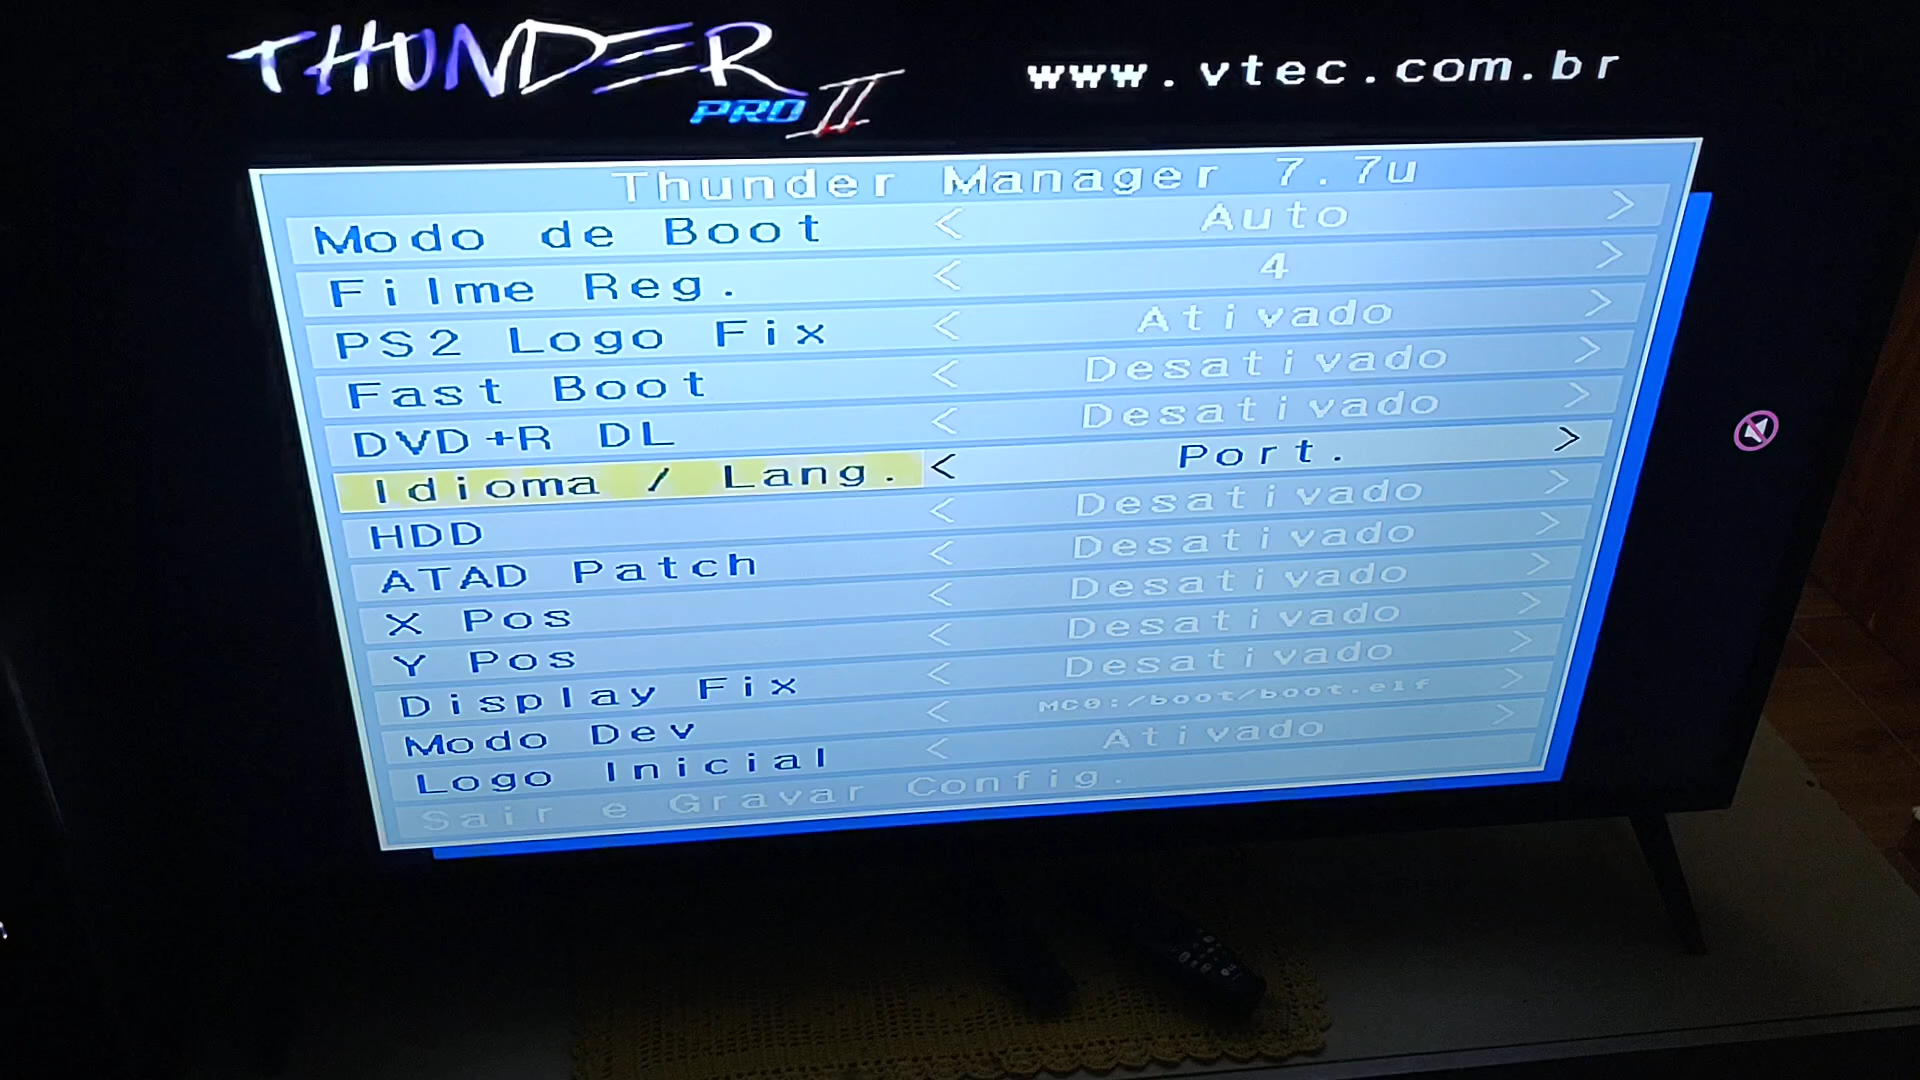 THUNDER
PRO II
www.vtec.com.br
Thunder Manager 7.7u
Modo de Boot < Auto >
Filme Reg. < 4 >
PS2 Logo Fix < Ativado >
Fast Boot < Desativado >
DVD+R DL < Desativado >
Idioma / Lang. < Port. >
HDD < Desativado >
ATAD Patch < Desativado >
X Pos < Desativado >
Y Pos < Desativado >
Display Fix < Desativado >
Modo Dev < MC0:/boot/boot.elf >
Logo Inicial < Ativado >
Sair e Gravar Config.